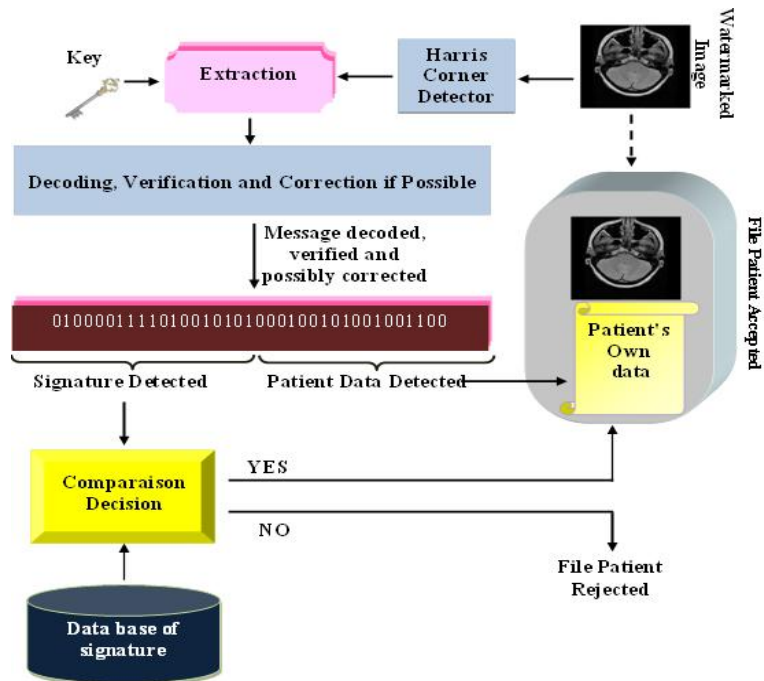 Key
Extraction
Harris
Corner
Detector
Watermarked
Image
Decoding, Verification and Correction if Possible
Message decoded,
verified and
possibly corrected
File Patient Accepted
0100001111010010101000100101001001100
Patient's
Own
data
Signature Detected
Patient Data Detected
Comparaison
Decision
YES
NO
File Patient
Rejected
Data base of
signature